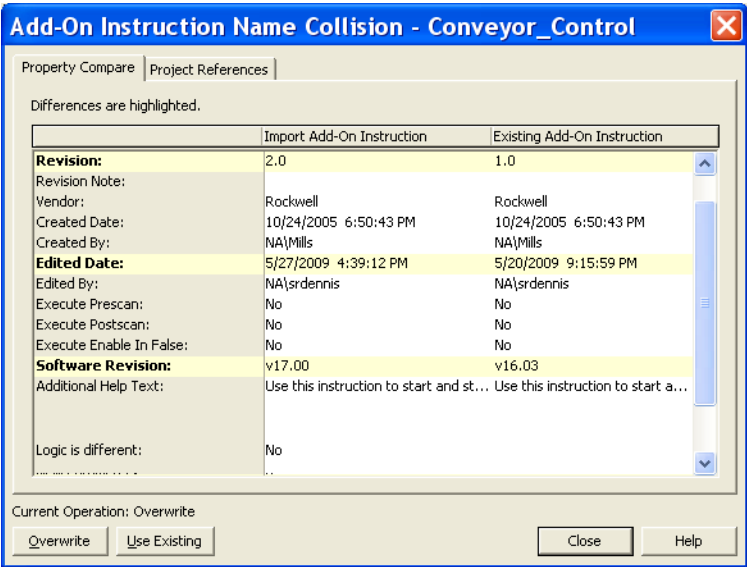 Add-On Instruction Name Collision - Conveyor_Control
Property Compare Project References
Differences are highlighted.
Import Add-On Instruction Existing Add-On Instruction
Revision: 2.0 1.0
Revision Note:
Vendor: Rockwell Rockwell
Created Date: 10/24/2005 6:50:43 PM 10/24/2005 6:50:43 PM
Created By: NA\Mills NA\Mills
Edited Date: 5/27/2009 4:39:12 PM 5/20/2009 9:15:59 PM
Edited By: NA\srdennis NA\srdennis
Execute Prescan: No No
Execute Postscan: No No
Execute Enable In False: No No
Software Revision: v17.00 v16.03
Additional Help Text: Use this instruction to start and st... Use this instruction to start a...
Logic is different: No
Current Operation: Overwrite
Overwrite Use Existing Close Help